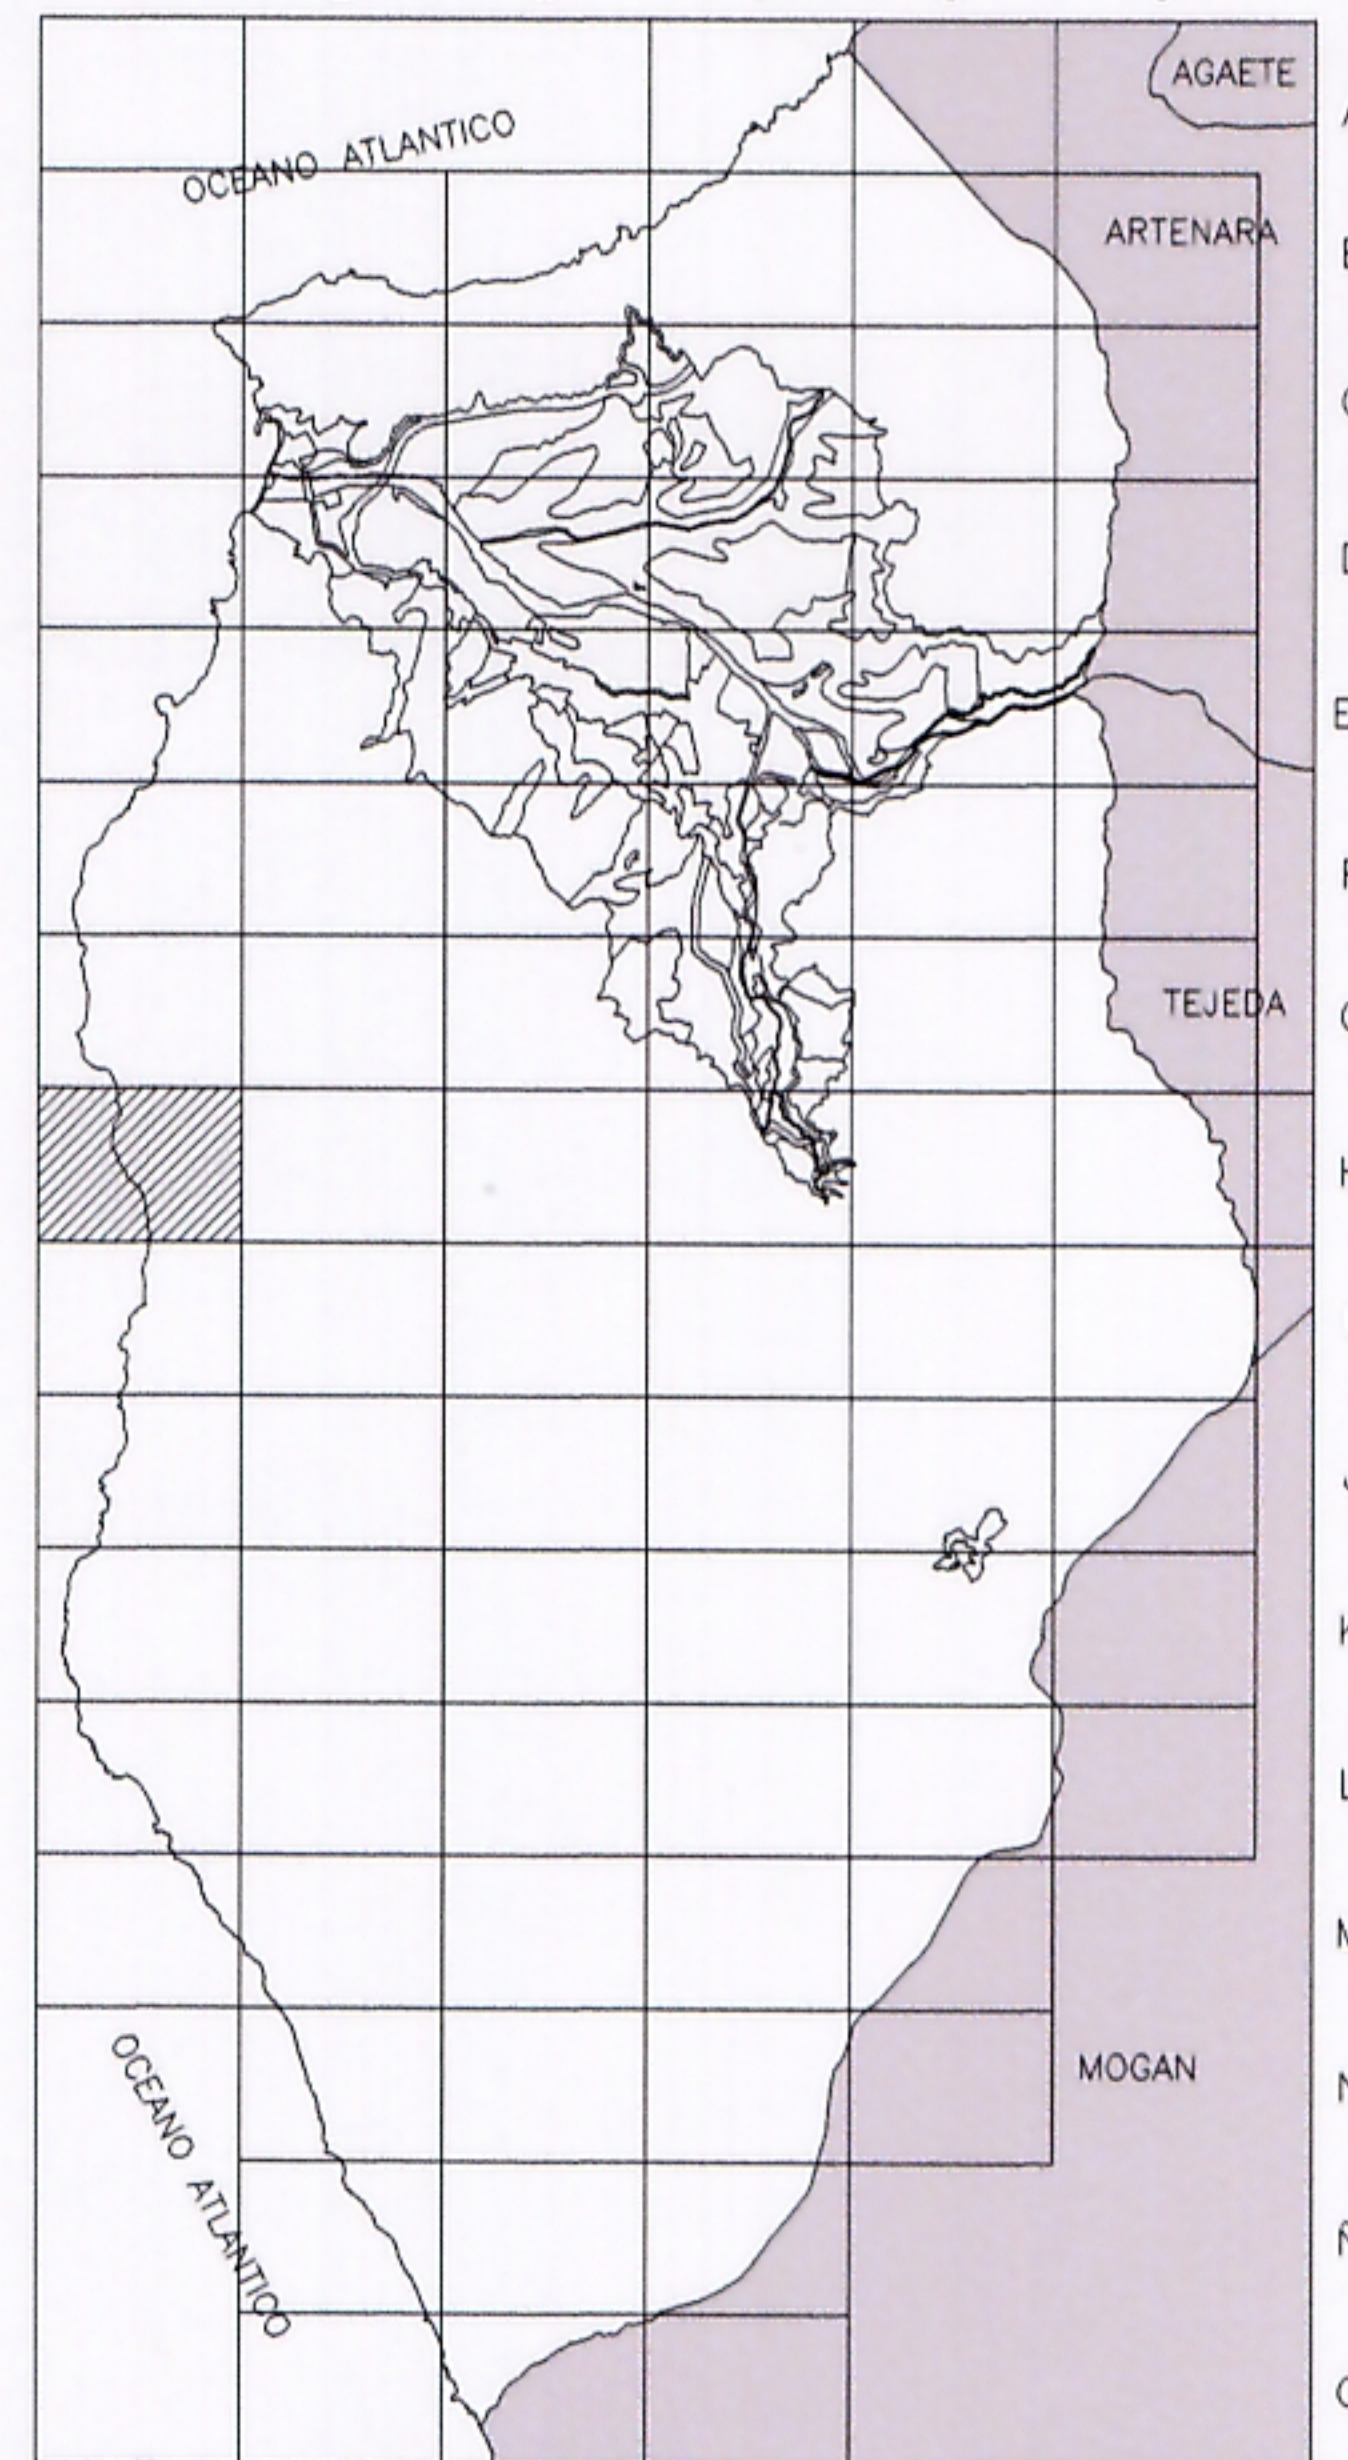 AGAETE
OCEANO ATLANTICO
ARTENARA
TEJEDA
H
K
L
MOGAN
OCEANO ATLANTICO